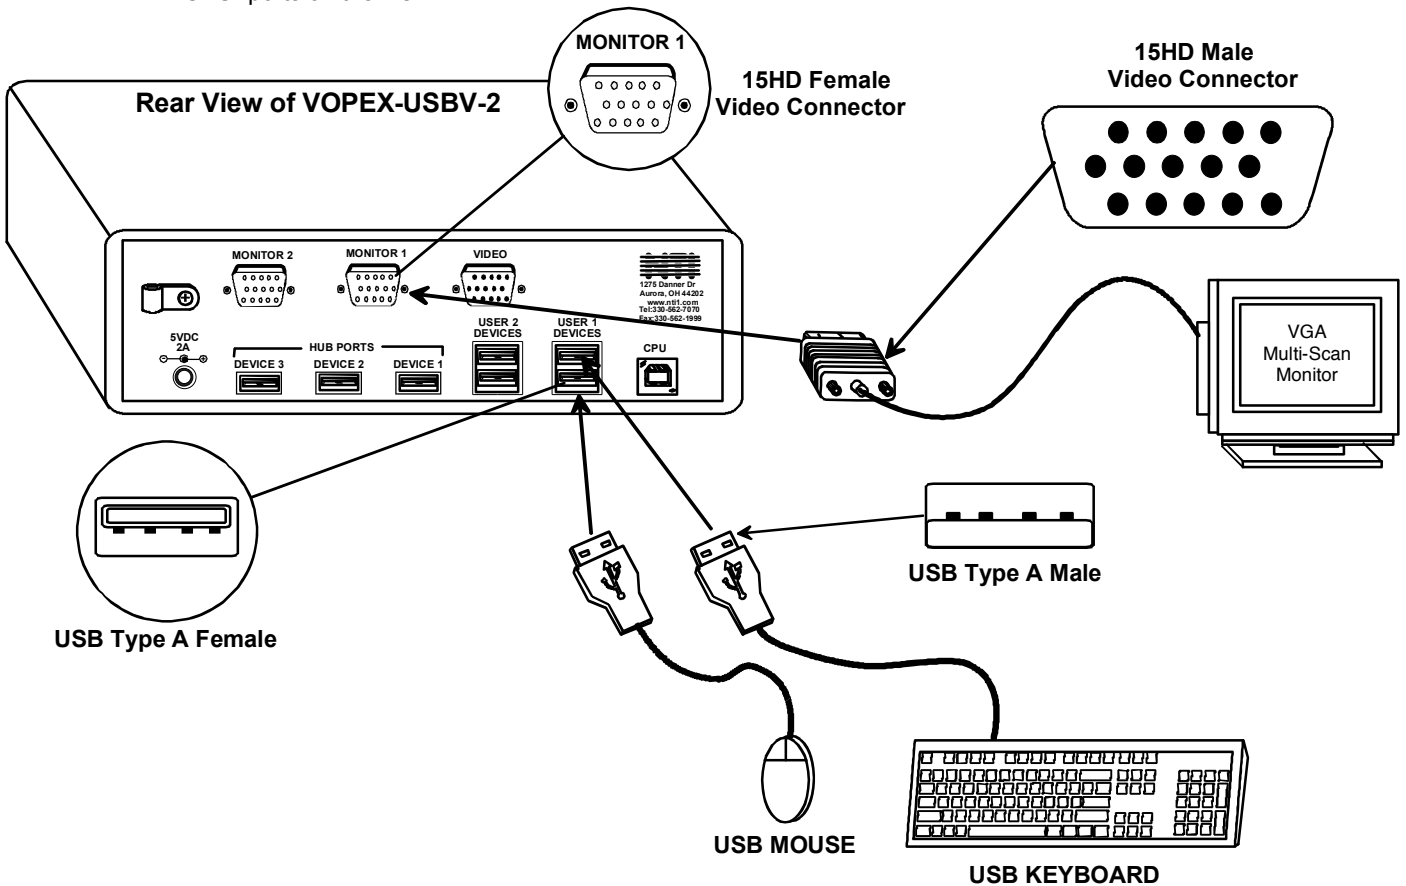 MONITOR 1
15HD Female
Video Connector
15HD Male
Video Connector
Rear View of VOPEX-USBV-2
MONITOR 2
MONITOR 1
VIDEO
1275 Danner Dr
Aurora, OH 44202
www.nti1.com
Tel:330-562-7070
Fax:330-562-1999
5VDC
2A
HUB PORTS
DEVICE 3
DEVICE 2
DEVICE 1
USER 2
DEVICES
USER 1
DEVICES
CPU
VGA
Multi-Scan
Monitor
USB Type A Female
USB Type A Male
USB MOUSE
USB KEYBOARD